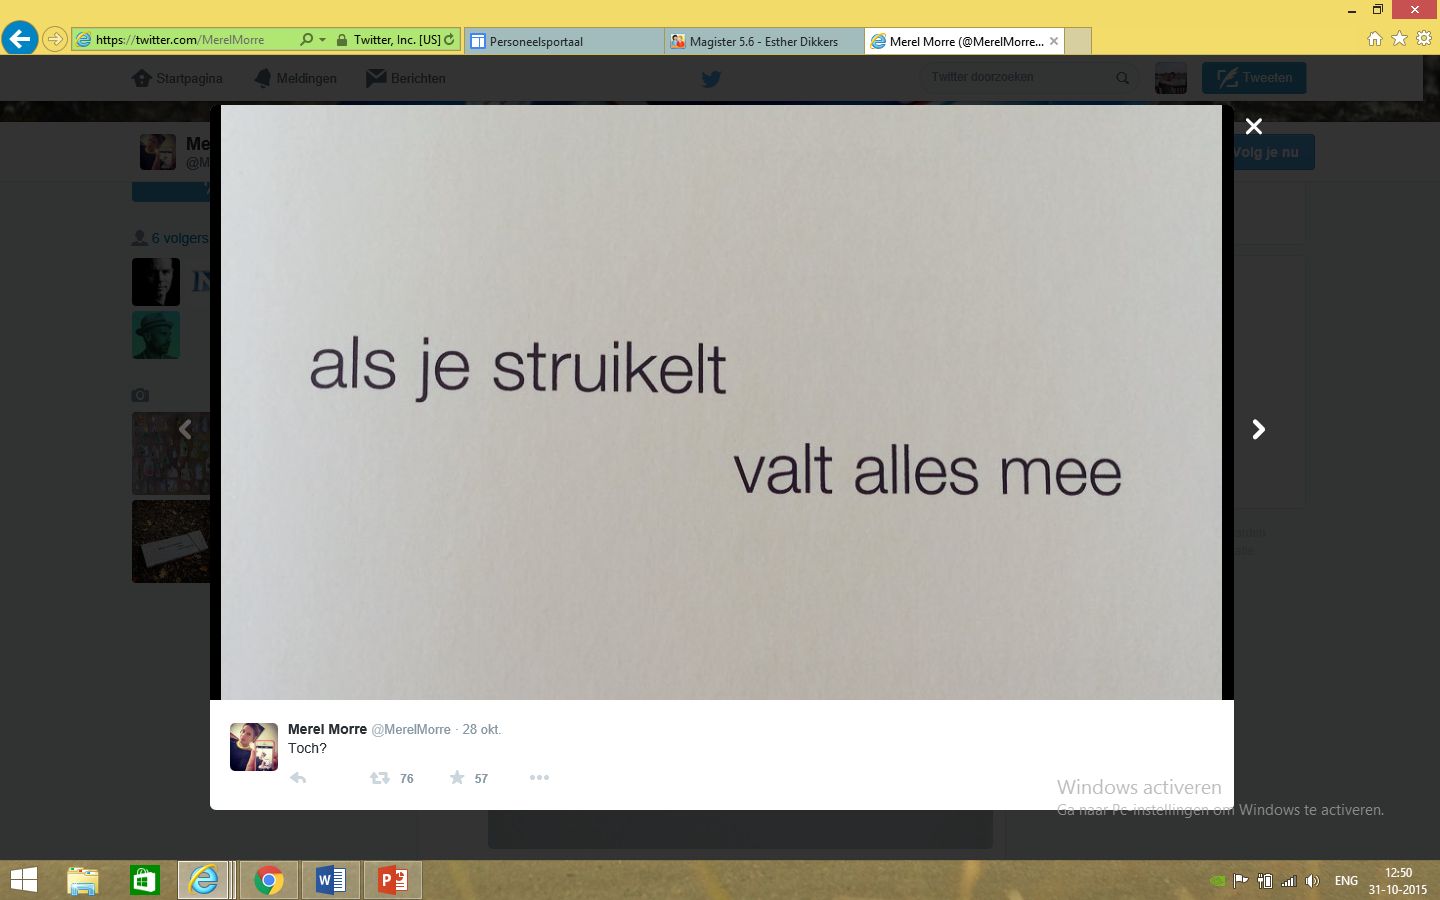 https://twitter.com/MerelMorre
Twitter, Inc. [US]
Personeelsportaal
Magister 5.6 - Esther Dikkers
Merel Morre (@MerelMorre...
Startpagina
Meldingen
Berichten
Twitter doorzoeken
Tweeten
Me
@M
Volg je nu
6 volgers
als je struikelt
valt alles mee
Merel Morre @MerelMorre · 28 okt.
Toch?
76
57
Windows activeren
Ga naar Pc-instellingen om Windows te activeren.
ENG
12:50
31-10-2015